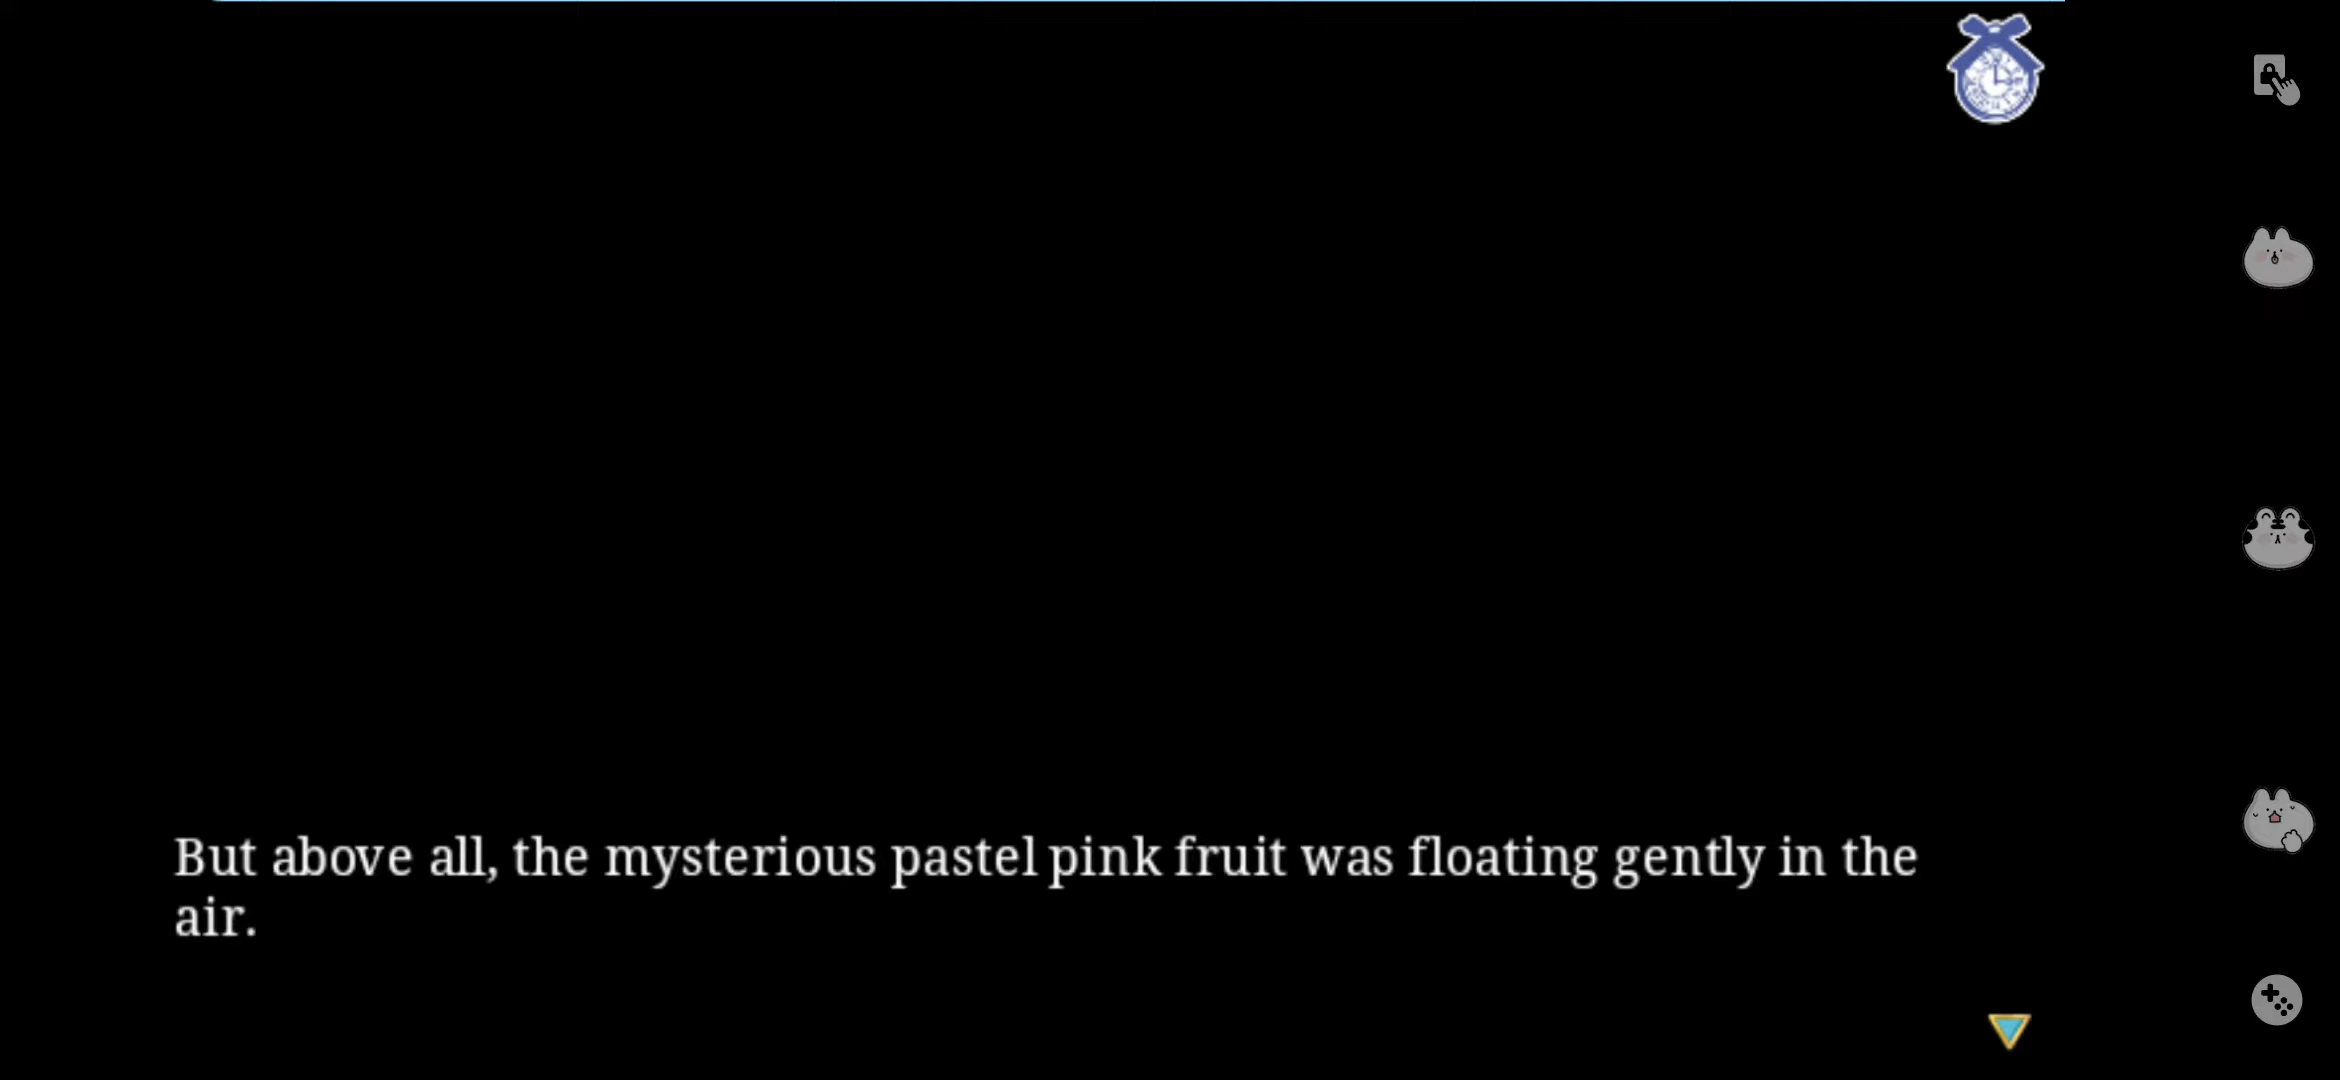 But above all, the mysterious pastel pink fruit was floating gently in the
air.